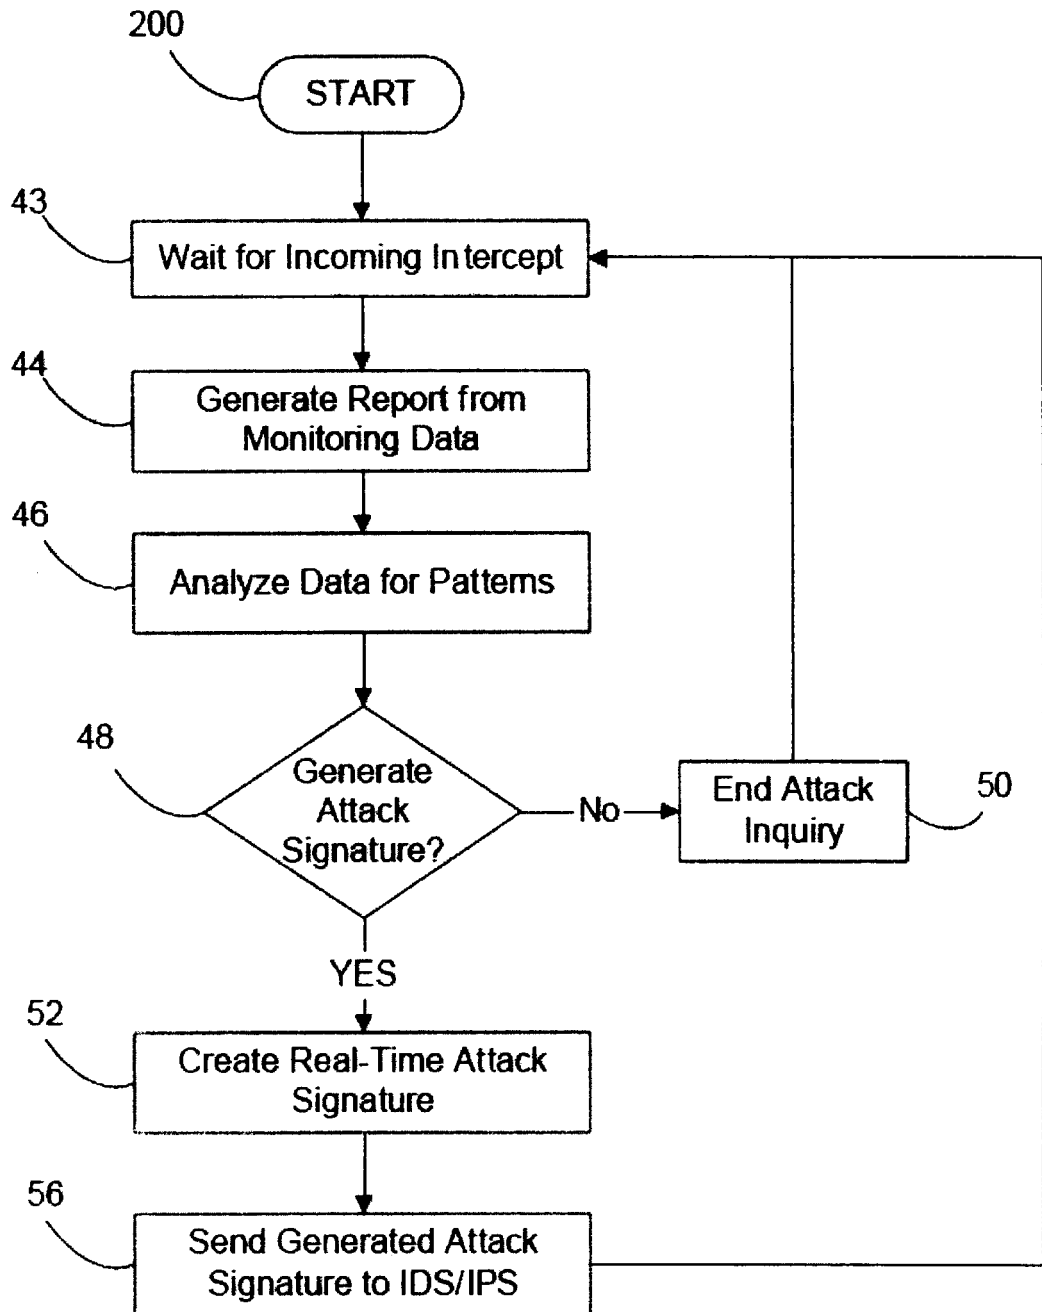 200
START
43
Wait for Incoming Intercept
44
Generate Report from
Monitoring Data
46
Analyze Data for Patterns
48
Generate
Attack
Signature?
No
End Attack
Inquiry
50
YES
52
Create Real-Time Attack
Signature
56
Send Generated Attack
Signature to IDS/IPS